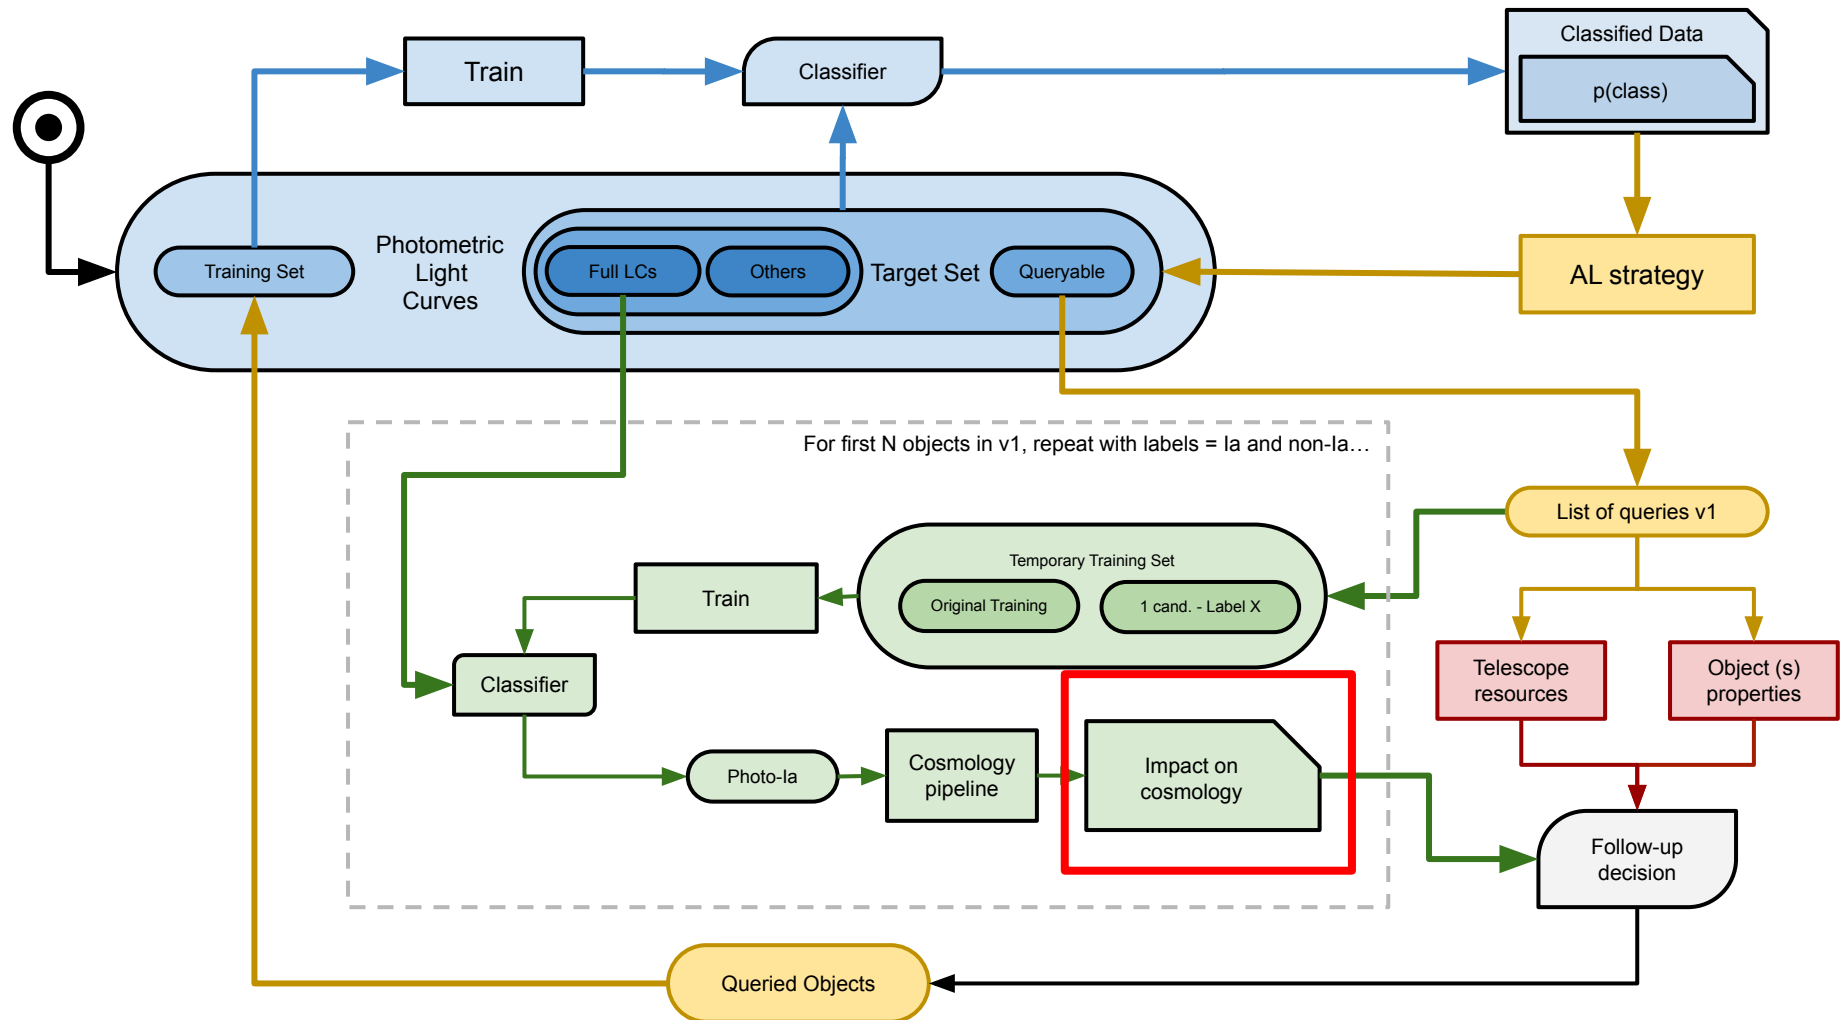 Train
Classifier
Classified Data
p(class)
Training Set
Photometric
Light
Curves
Full LCs
Others
Target Set
Queryable
AL strategy
For first N objects in v1, repeat with labels = Ia and non-Ia…
List of queries v1
Temporary Training Set
Original Training
1 cand. - Label X
Train
Classifier
Telescope
resources
Object (s)
properties
Photo-Ia
Cosmology
pipeline
Impact on
cosmology
Follow-up
decision
Queried Objects